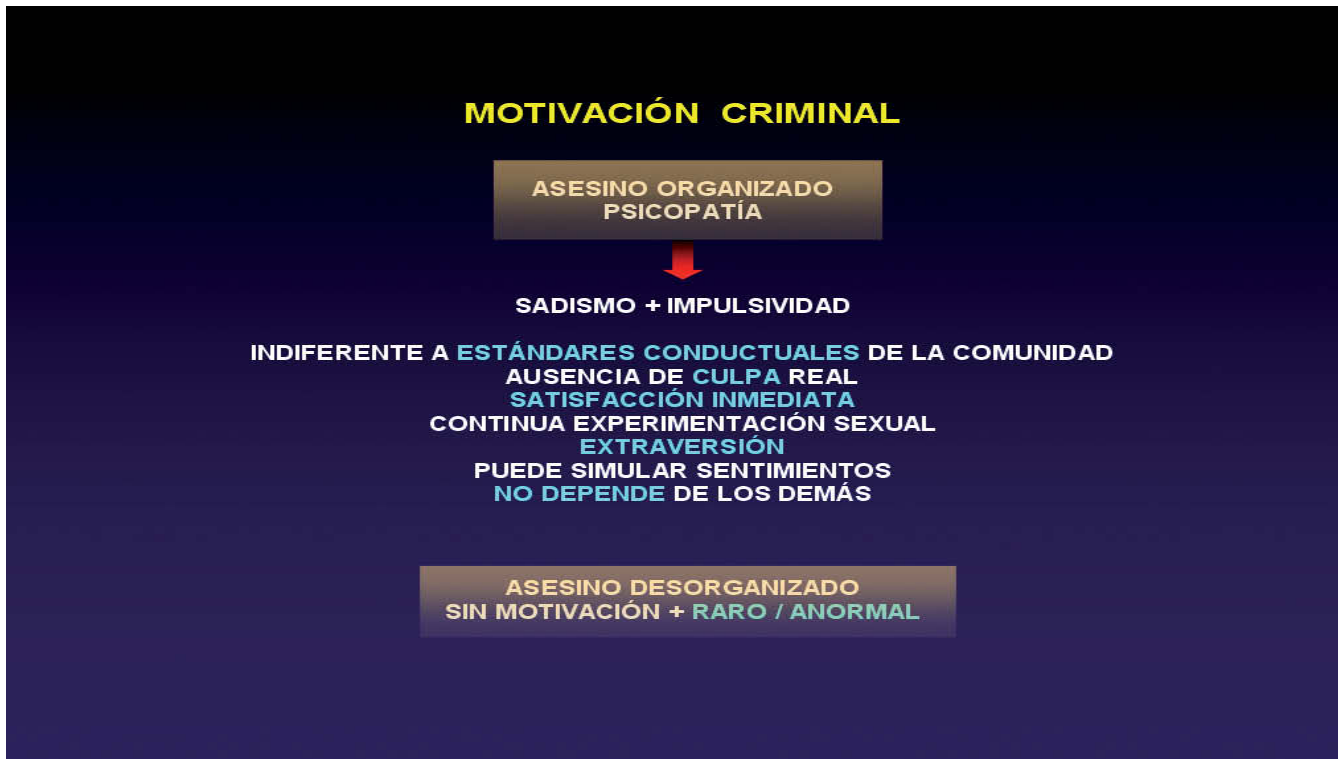 MOTIVACIÓN CRIMINAL
ASESINO ORGANIZADO
PSICOPATÍA
SADISMO + IMPULSIVIDAD
INDIFERENTE A ESTÁNDARES CONDUCTUALES DE LA COMUNIDAD
AUSENCIA DE CULPA REAL
SATISFACCIÓN INMEDIATA
CONTINUA EXPERIMENTACIÓN SEXUAL
EXTRAVERSIÓN
PUEDE SIMULAR SENTIMIENTOS
NO DEPENDE DE LOS DEMÁS
ASESINO DESORGANIZADO
SIN MOTIVACIÓN + RARO / ANORMAL